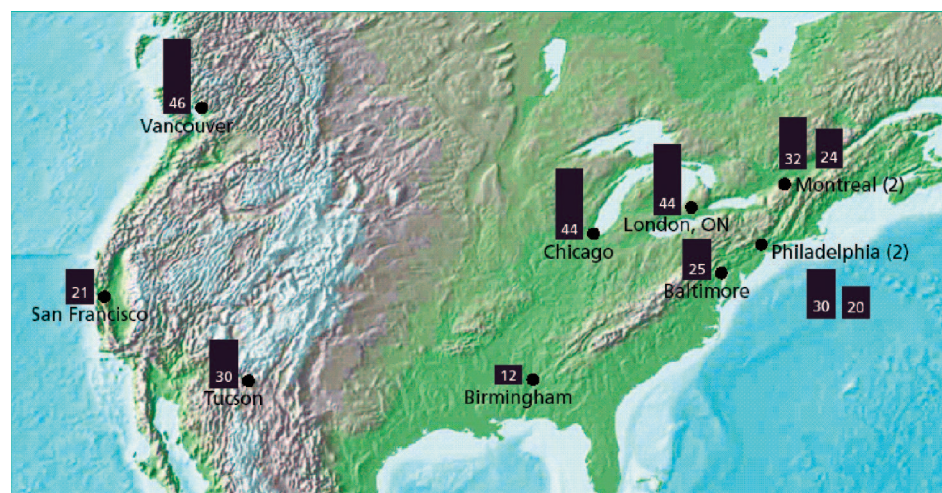 46
Vancouver
32 24
Montreal (2)
44
London, ON
44
Chicago
Philadelphia (2)
25
Baltimore
30 20
21
San Francisco
30
Tucson
12
Birmingham